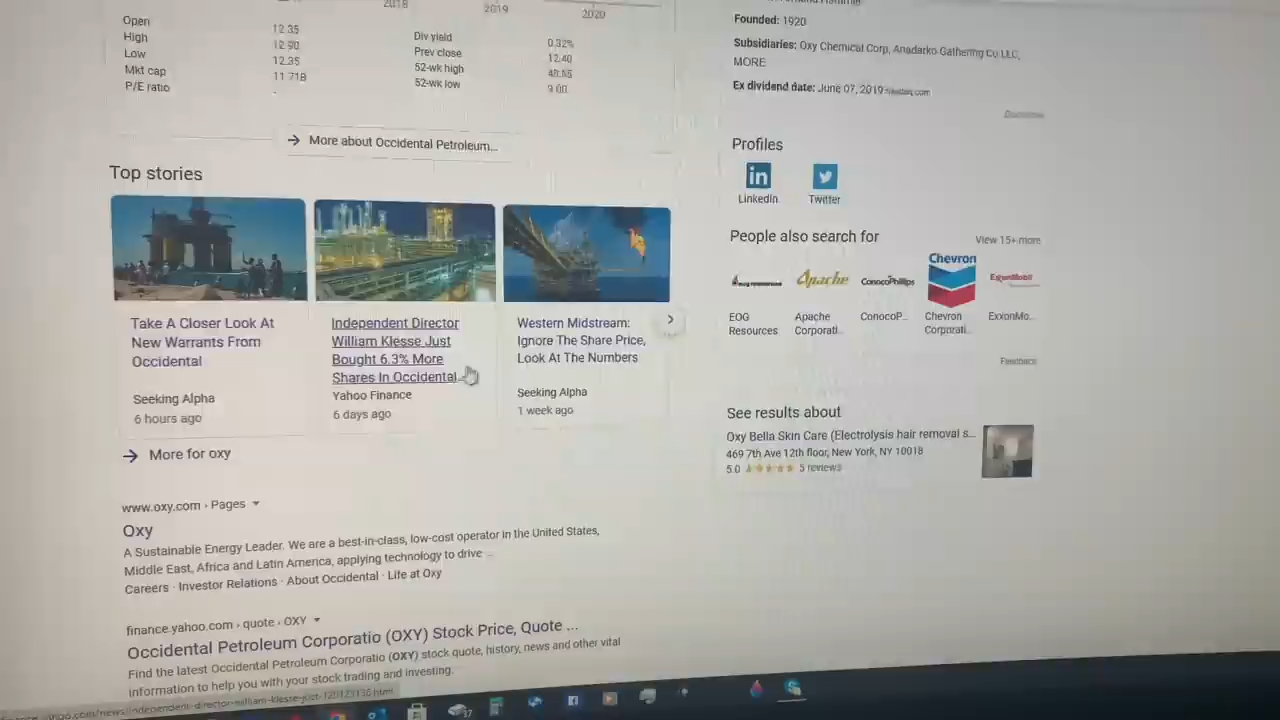 2018
2019
2020
Open 12.35
High 12.90
Low 12.35
Mkt cap 11.71B
P/E ratio -
Div yield 0.32%
Prev close 12.40
52-wk high
52-wk low 9.00
More about Occidental Petroleum...
Top stories
Take A Closer Look At
New Warrants From
Occidental
Seeking Alpha
6 hours ago
Independent Director
William Klesse Just
Bought 6.3% More
Shares In Occidental
Yahoo Finance
6 days ago
Western Midstream:
Ignore The Share Price,
Look At The Numbers
Seeking Alpha
1 week ago
More for oxy
www.oxy.com › Pages
Oxy
A Sustainable Energy Leader. We are a best-in-class, low-cost operator in the United States,
Middle East, Africa and Latin America, applying technology to drive ...
Careers · Investor Relations · About Occidental · Life at Oxy
finance.yahoo.com › quote › OXY
Occidental Petroleum Corporatio (OXY) Stock Price, Quote ...
Find the latest Occidental Petroleum Corporatio (OXY) stock quote, history, news and other vital
information to help you with your stock trading and investing.
Founded: 1920
Subsidiaries: Oxy Chemical Corp, Anadarko Gathering Co LLC,
MORE
Ex dividend date: June 07, 2019
Profiles
in
LinkedIn
Twitter
People also search for
View 15+ more
Apache
ConocoPhillips
Chevron
ExxonMobil
EOG
Resources
Apache
Corporati...
ConocoP...
Chevron
Corporati...
ExxonMo...
Feedback
See results about
Oxy Bella Skin Care (Electrolysis hair removal s...
469 7th Ave 12th floor, New York, NY 10018
5.0 ★★★★★ 5 reviews